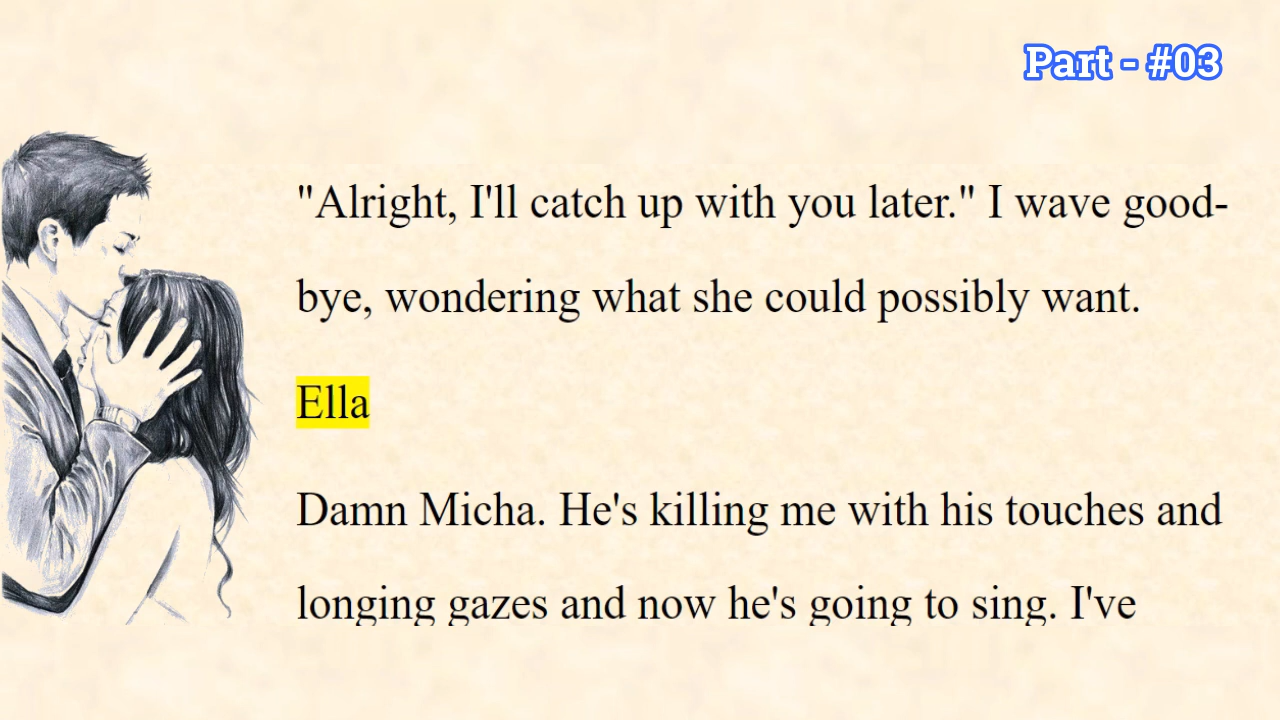 Part - #03
"Alright, I'll catch up with you later." I wave good-
bye, wondering what she could possibly want.
Ella
Damn Micha. He's killing me with his touches and
longing gazes and now he's going to sing. I've